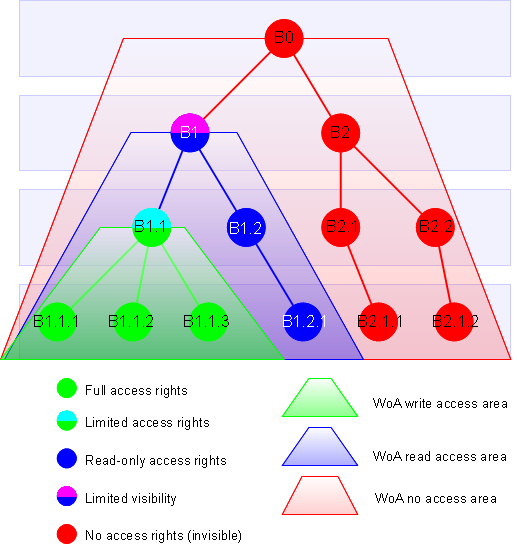 B0
B1
B2
B1.1
B1.2
B2.1
B2.2
B1.1.1
B1.1.2
B1.1.3
B1.2.1
B2.1.1
B2.1.2
Full access rights
Limited access rights
Read-only access rights
Limited visibility
No access rights (invisible)
WoA write access area
WoA read access area
WoA no access area